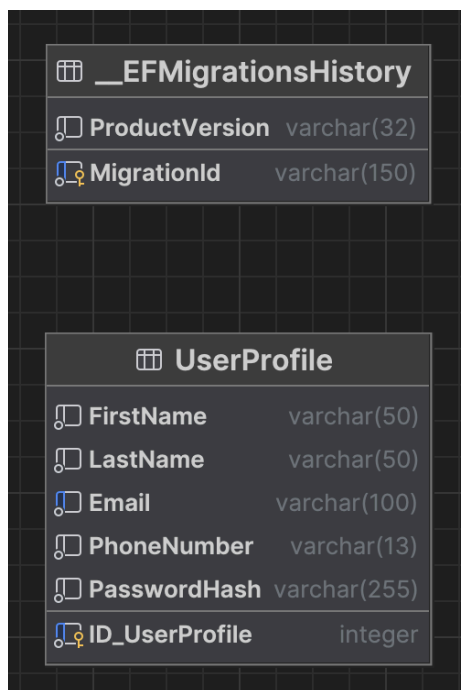 __EFMigrationsHistory
ProductVersion varchar(32)
MigrationId varchar(150)
UserProfile
FirstName varchar(50)
LastName varchar(50)
Email varchar(100)
PhoneNumber varchar(13)
PasswordHash varchar(255)
ID_UserProfile integer